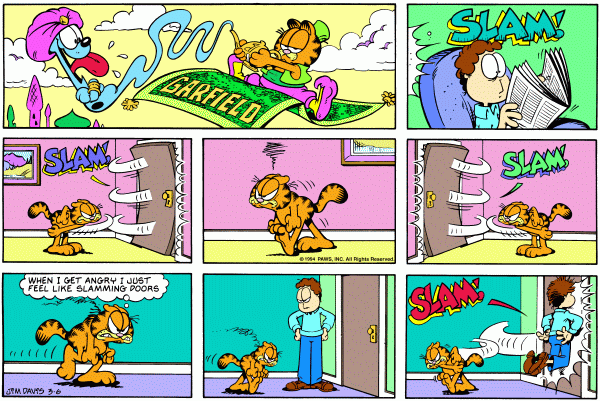 GARFIELD
SLAM!
SLAM!
© 1994 PAWS, INC. All Rights Reserved.
SLAM!
WHEN I GET ANGRY I JUST
FEEL LIKE SLAMMING DOORS
JIM DAVIS 3-6
SLAM!